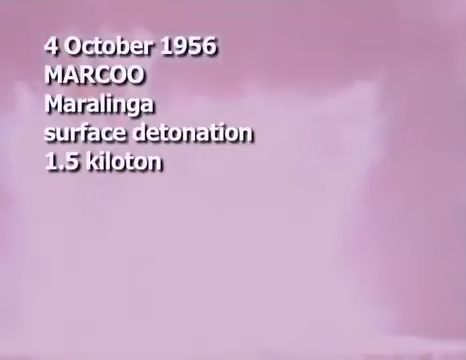 4 October 1956
MARCOO
Maralinga
surface detonation
1.5 kiloton